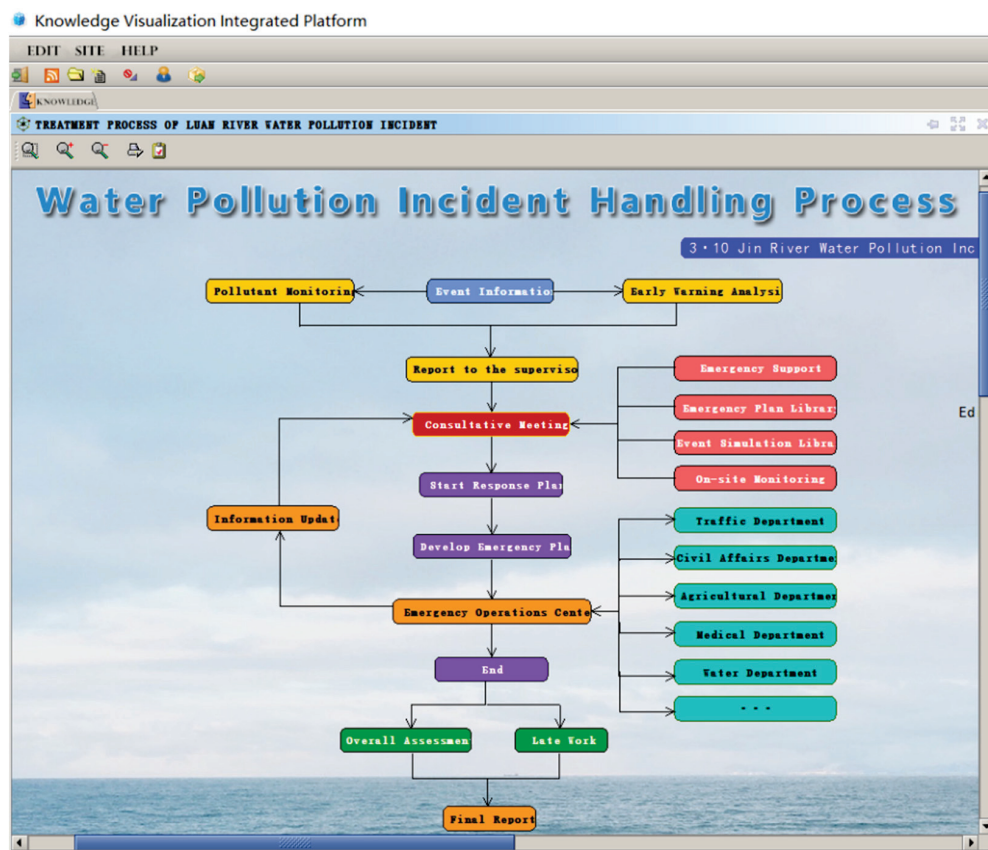 Knowledge Visualization Integrated Platform
EDIT SITE HELP
KNOWLEDGE
TREATMENT PROCESS OF LUAN RIVER WATER POLLUTION INCIDENT
Water Pollution Incident Handling Process
3·10 Jin River Water Pollution Inc
Pollutant Monitoring
Event Informatio
Early Warning Analysi
Report to the superviso
Emergency Support
Emergency Plan Librar
Ed
Consultative Meeting
Event Simulation Libra
Start Response Plan
On-site Monitoring
Information Updat
Traffic Department
Develop Emergency Pla
Civil Affairs Departme
Agricultural Departmen
Emergency Operations Cente
Medical Department
End
Water Department
···
Overall Assessmen
Late Work
Final Report